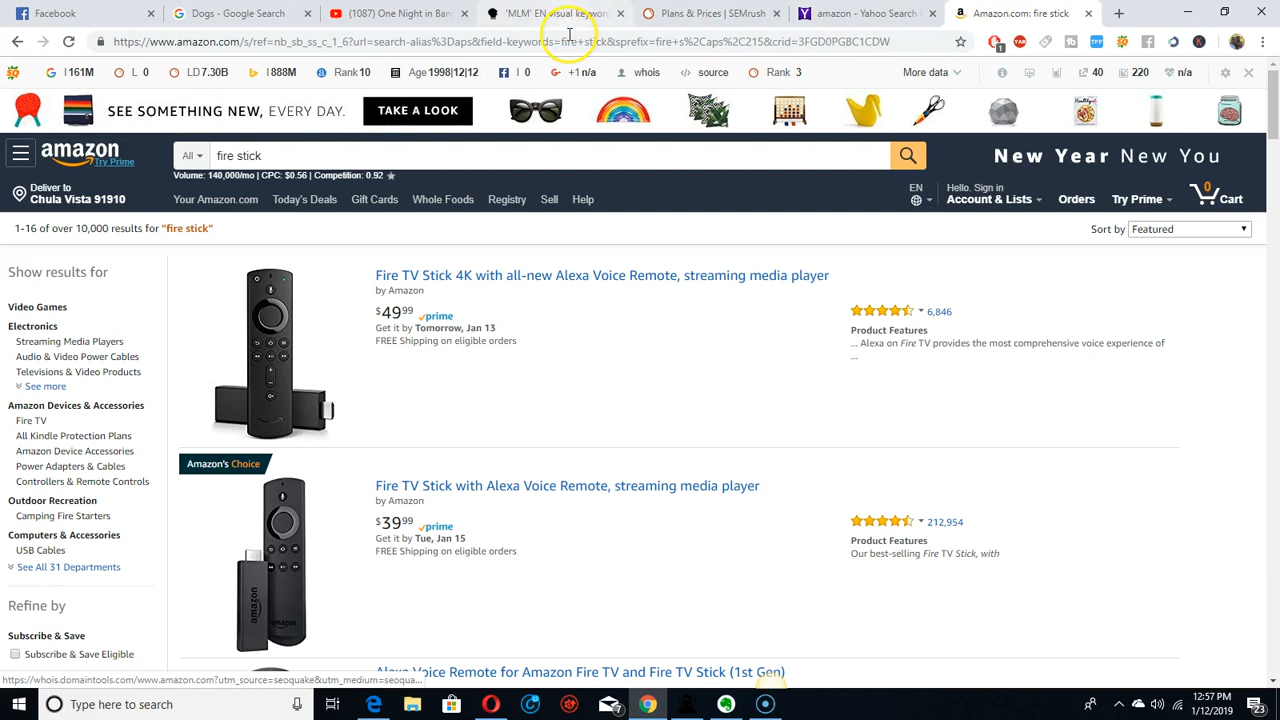 Facebook
Dogs - Google Search
(1087) One Night in Ban
'MLM' EN visual keyword
Plans & Prices | SEMrush
amazon - Yahoo Search
Amazon.com: fire stick
https://www.amazon.com/s/ref=nb_sb_ss_c_1_6?url=search-alias%3Daps&field-keywords=fire+stick&sprefix=fire+s%2Caps%2C215&crid=3FGD0PGBC1CDW
1
I 161M
L 0
LD 7.30B
I 888M
Rank 10
Age 1998|12|12
I 0
+1 n/a
whois
source
Rank 3
More data
40
220
n/a
SEE SOMETHING NEW, EVERY DAY.
TAKE A LOOK
amazon
Try Prime
All
fire stick
New Year New You
Volume: 140,000/mo | CPC: $0.56 | Competition: 0.92
Deliver to
Chula Vista 91910
Your Amazon.com
Today's Deals
Gift Cards
Whole Foods
Registry
Sell
Help
EN
Hello. Sign in
Account & Lists
Orders
Try Prime
0
Cart
1-16 of over 10,000 results for "fire stick"
Sort by
Featured
Show results for
Video Games
Electronics
Streaming Media Players
Audio & Video Power Cables
Televisions & Video Products
See more
Amazon Devices & Accessories
Fire TV
All Kindle Protection Plans
Amazon Device Accessories
Power Adapters & Cables
Controllers & Remote Controls
Outdoor Recreation
Camping Fire Starters
Computers & Accessories
USB Cables
See All 31 Departments
Refine by
Subscribe & Save
Subscribe & Save Eligible
Fire TV Stick 4K with all-new Alexa Voice Remote, streaming media player
by Amazon
$49.99
prime
Get it by Tomorrow, Jan 13
FREE Shipping on eligible orders
6,846
Product Features
... Alexa on Fire TV provides the most comprehensive voice experience of
...
Amazon's Choice
Fire TV Stick with Alexa Voice Remote, streaming media player
by Amazon
$39.99
prime
Get it by Tue, Jan 15
FREE Shipping on eligible orders
212,954
Product Features
Our best-selling Fire TV Stick, with
amazon
Alexa Voice Remote for Amazon Fire TV and Fire TV Stick (1st Gen)
https://whois.domaintools.com/www.amazon.com?utm_source=seoquake&utm_medium=seoqua...
Type here to search
7
12:57 PM
1/12/2019
23